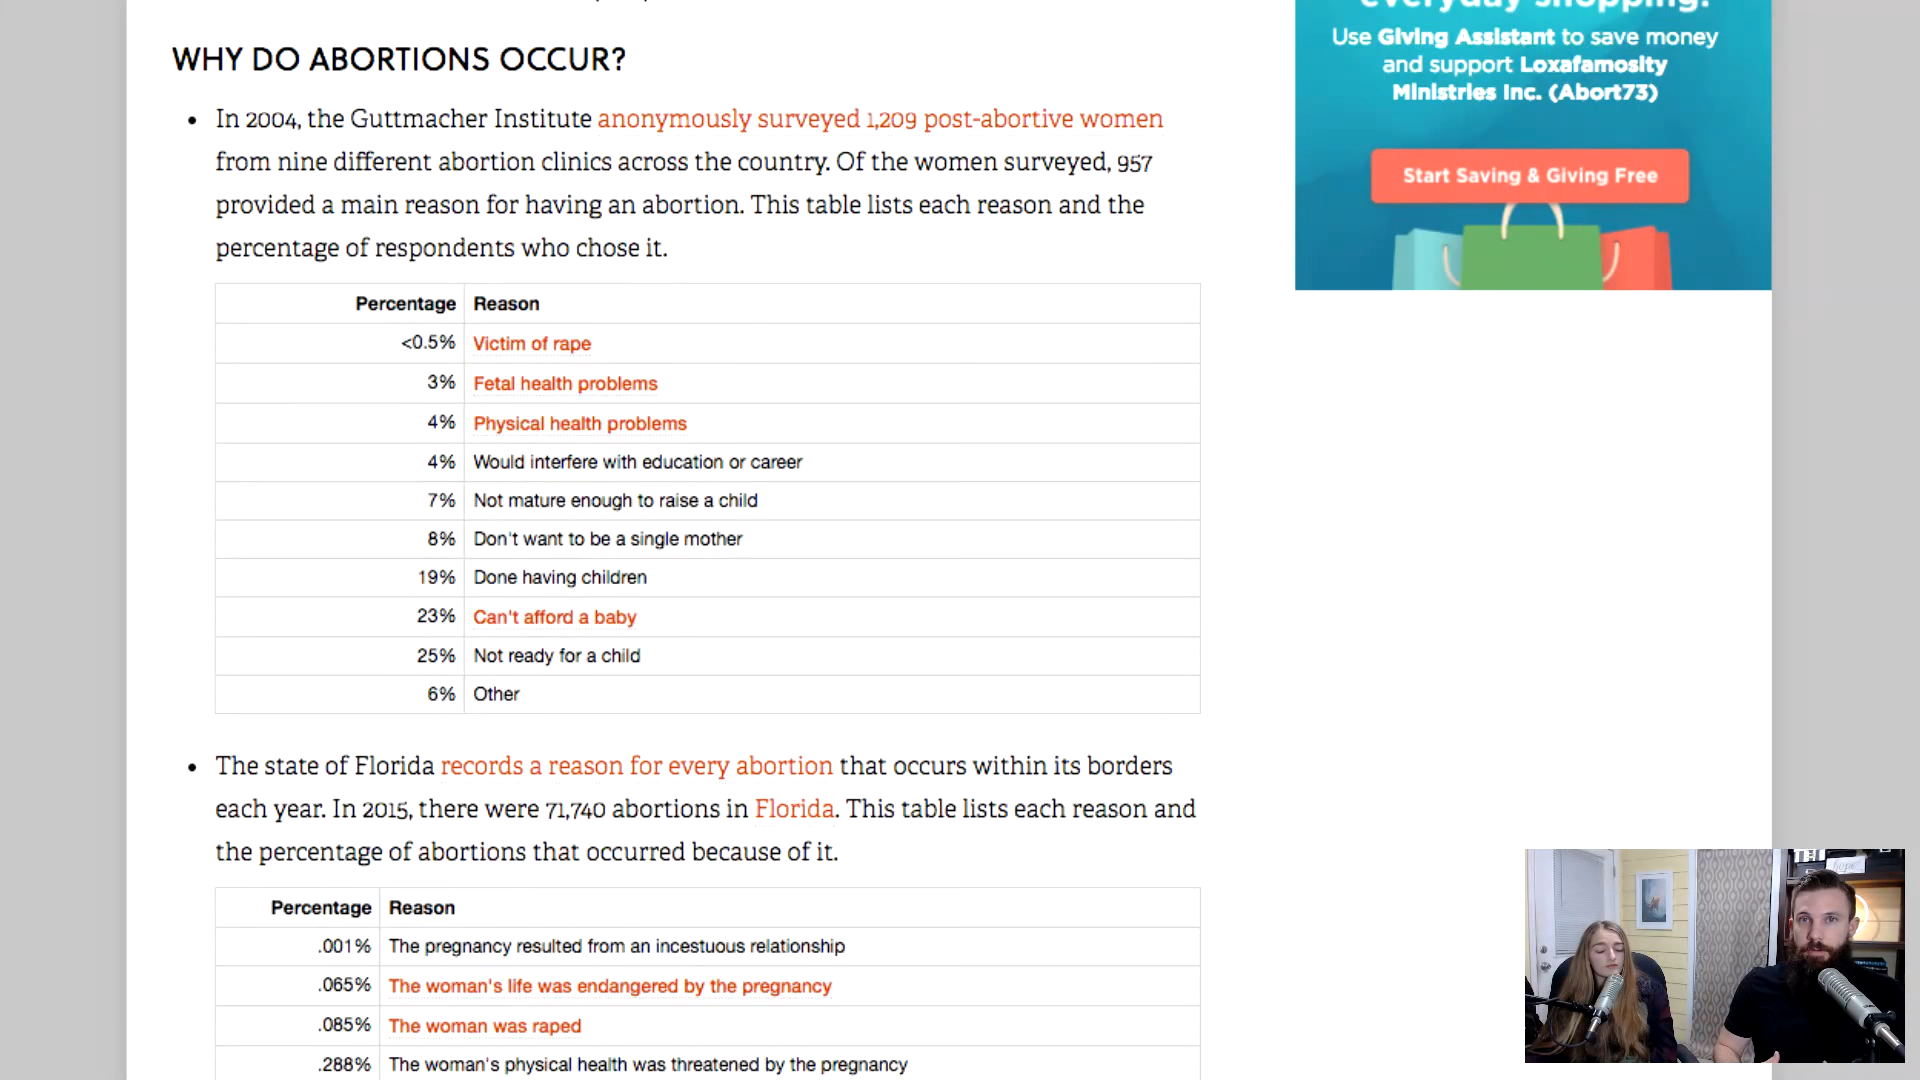 WHY DO ABORTIONS OCCUR?
• In 2004, the Guttmacher Institute anonymously surveyed 1,209 post-abortive women
from nine different abortion clinics across the country. Of the women surveyed, 957
provided a main reason for having an abortion. This table lists each reason and the
percentage of respondents who chose it.
Percentage Reason
<0.5% Victim of rape
3% Fetal health problems
4% Physical health problems
4% Would interfere with education or career
7% Not mature enough to raise a child
8% Don't want to be a single mother
19% Done having children
23% Can't afford a baby
25% Not ready for a child
6% Other
• The state of Florida records a reason for every abortion that occurs within its borders
each year. In 2015, there were 71,740 abortions in Florida. This table lists each reason and
the percentage of abortions that occurred because of it.
Percentage Reason
.001% The pregnancy resulted from an incestuous relationship
.065% The woman's life was endangered by the pregnancy
.085% The woman was raped
.288% The woman's physical health was threatened by the pregnancy
everyday shopping!
Use Giving Assistant to save money
and support Loxafamosity
Ministries Inc. (Abort73)
Start Saving & Giving Free